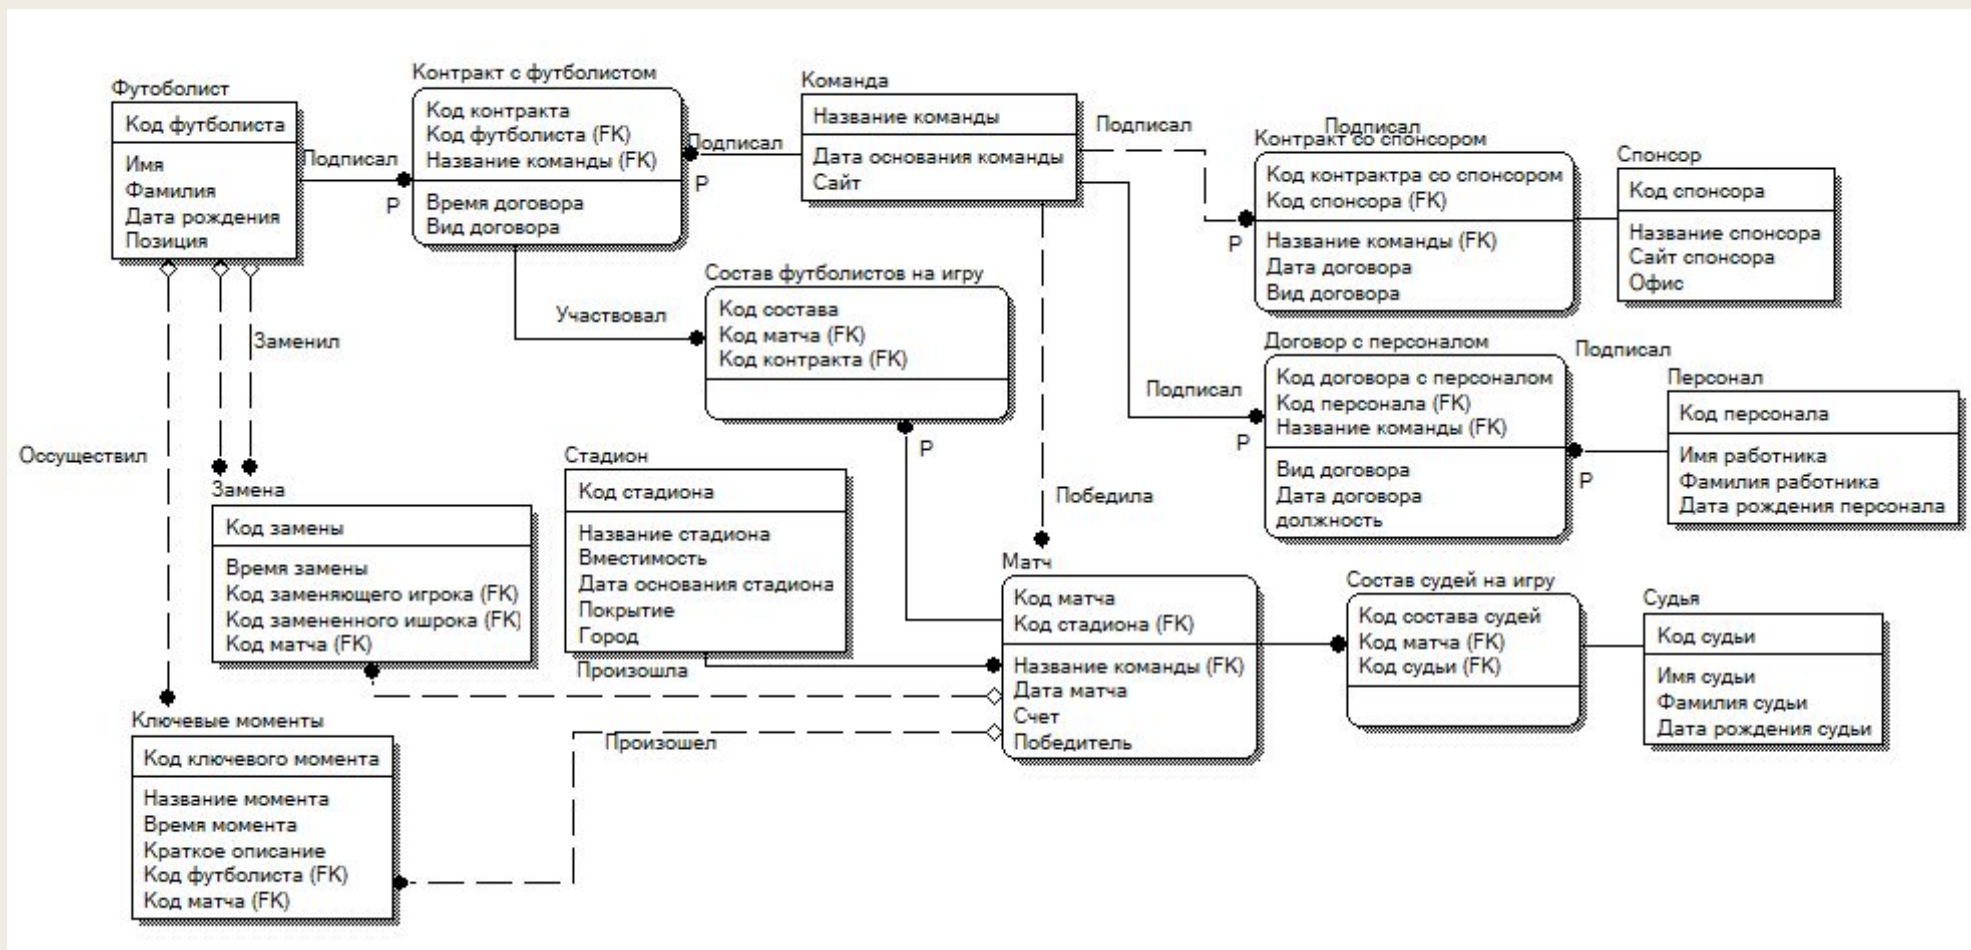 Футоболист
Код футболиста
Имя
Фамилия
Дата рождения
Позиция
Подписал
P
Контракт с футболистом
Код контракта
Код футболиста (FK)
Название команды (FK)
Время договора
Вид договора
Подписал
P
Команда
Название команды
Дата основания команды
Сайт
Подписал
P
Подписал
Контракт со спонсором
Код контрактра со спонсором
Код спонсора (FK)
Название команды (FK)
Дата договора
Вид договора
Спонсор
Код спонсора
Название спонсора
Сайт спонсора
Офис
Участвовал
Состав футболистов на игру
Код состава
Код матча (FK)
Код контракта (FK)
P
Заменил
Оссуществил
Подписал
P
Договор с персоналом
Код договора с персоналом
Код персонала (FK)
Название команды (FK)
Вид договора
Дата договора
должность
Подписал
P
Персонал
Код персонала
Имя работника
Фамилия работника
Дата рождения персонала
Замена
Код замены
Время замены
Код заменяющего игрока (FK)
Код замененного ишрока (FK)
Код матча (FK)
Стадион
Код стадиона
Название стадиона
Вместимость
Дата основания стадиона
Покрытие
Город
Произошла
Победила
Матч
Код матча
Код стадиона (FK)
Название команды (FK)
Дата матча
Счет
Победитель
Состав судей на игру
Код состава судей
Код матча (FK)
Код судьи (FK)
Судья
Код судьи
Имя судьи
Фамилия судьи
Дата рождения судьи
Произошел
Ключевые моменты
Код ключевого момента
Название момента
Время момента
Краткое описание
Код футболиста (FK)
Код матча (FK)